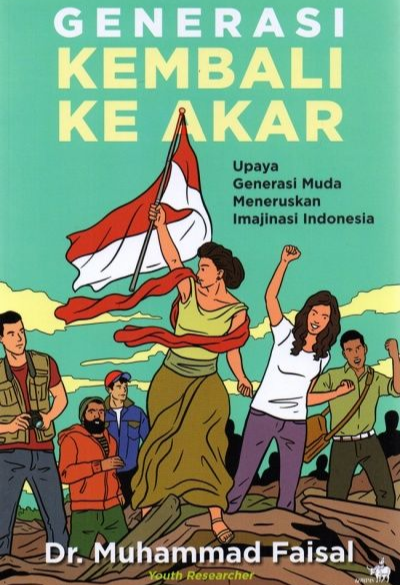 GENERASI
KEMBALI
KE AKAR
Upaya
Generasi Muda
Meneruskan
Imajinasi Indonesia
Dr. Muhammad Faisal
Youth Researcher